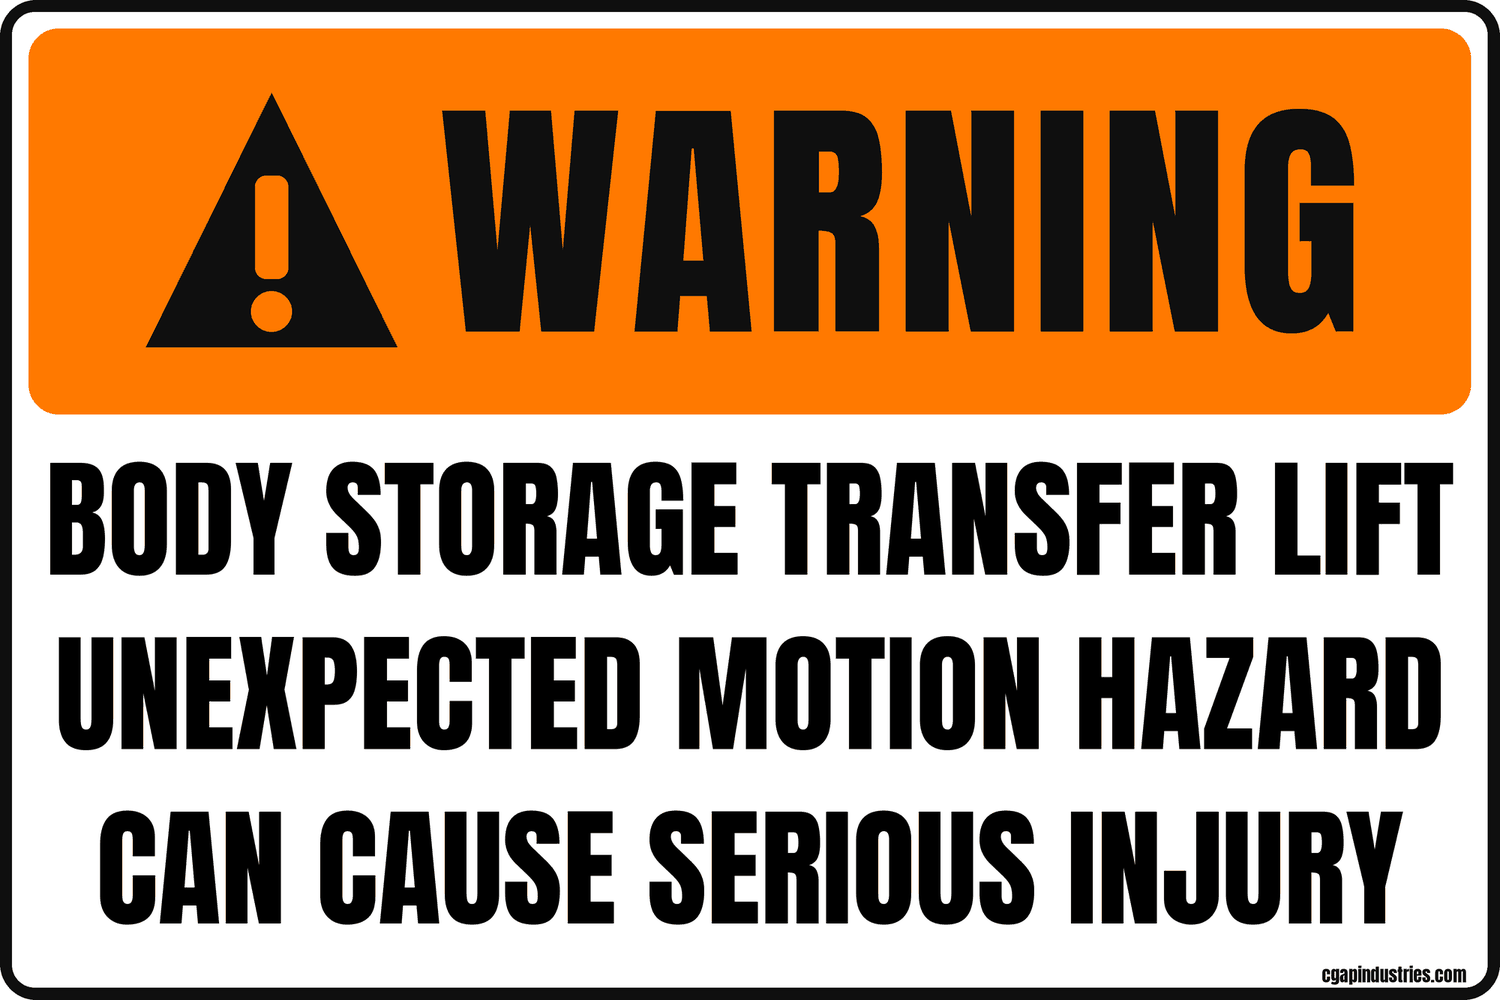 WARNING
BODY STORAGE TRANSFER LIFT
UNEXPECTED MOTION HAZARD
CAN CAUSE SERIOUS INJURY
cgapindustries.com